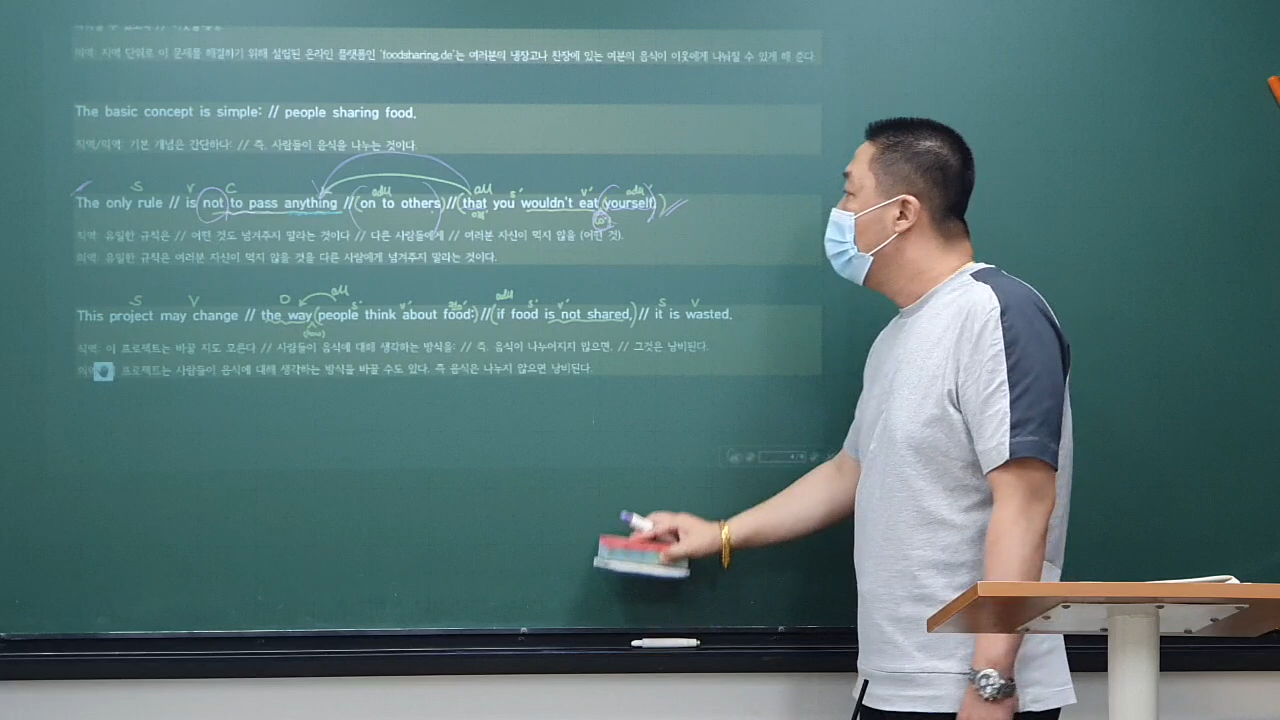 의역: 지역 단위로 이 문제를 해결하기 위해 설립된 온라인 플랫폼인 'foodsharing.de'는 여러분의 냉장고나 찬장에 있는 여분의 음식이 이웃에게 나눠질 수 있게 해 준다
The basic concept is simple: // people sharing food.
직역/의역: 기본 개념은 간단하다: // 즉, 사람들이 음식을 나누는 것이다.
S V C adu adu s' v' adu
The only rule // is not to pass anything // (on to others) // (that you wouldn't eat (yourself)) //
직역: 유일한 규칙은 // 어떤 것도 넘겨주지 말라는 것이다 // 다른 사람들에게 // 여러분 자신이 먹지 않을 (어떤 것).
의역: 유일한 규칙은 여러분 자신이 먹지 않을 것을 다른 사람에게 넘겨주지 말라는 것이다.
S V O s' v' s' v' S V
This project may change // the way (people think about food:) // (if food is not shared,) // it is wasted.
직역: 이 프로젝트는 바꿀 지도 모른다 // 사람들이 음식에 대해 생각하는 방식을: // 즉, 음식이 나누어지지 않으면, // 그것은 낭비된다.
프로젝트는 사람들이 음식에 대해 생각하는 방식을 바꿀 수도 있다. 즉 음식은 나누지 않으면 낭비된다.
4 / 9